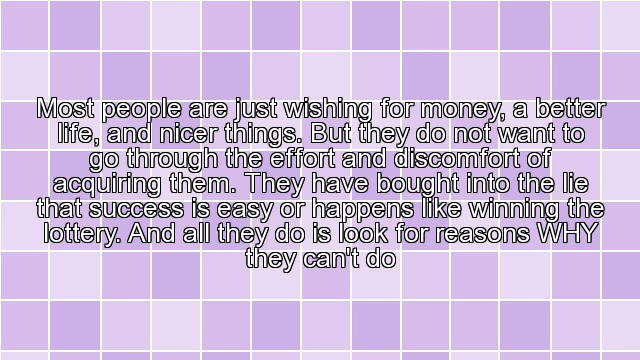 Most people are just wishing for money, a better
life, and nicer things. But they do not want to
go through the effort and discomfort of
acquiring them. They have bought into the lie
that success is easy or happens like winning the
lottery. And all they do is look for reasons WHY
they can't do